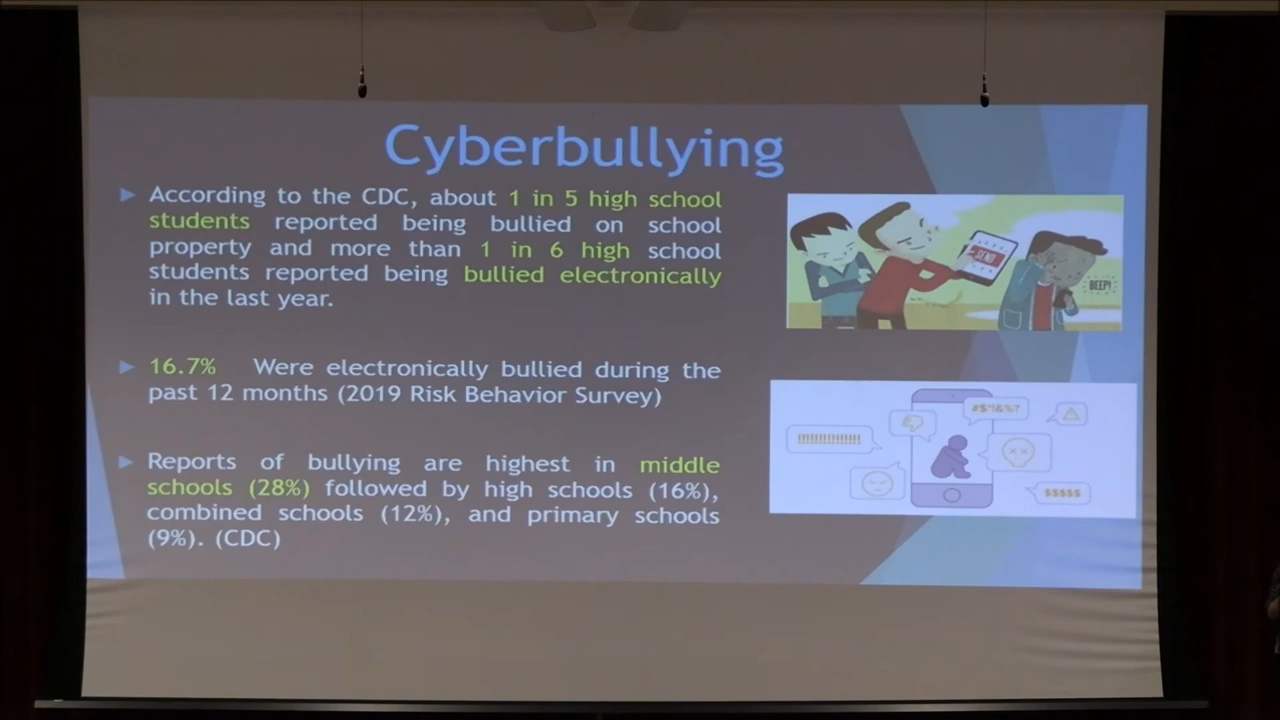 Cyberbullying
According to the CDC, about 1 in 5 high school
students reported being bullied on school
property and more than 1 in 6 high school
students reported being bullied electronically
in the last year.
16.7% Were electronically bullied during the
past 12 months (2019 Risk Behavior Survey)
Reports of bullying are highest in middle
schools (28%) followed by high schools (16%),
combined schools (12%), and primary schools
(9%). (CDC)
SEND
BEEP!
#$*!&%?
!!!!!!!!!!!!!!
$$$$$